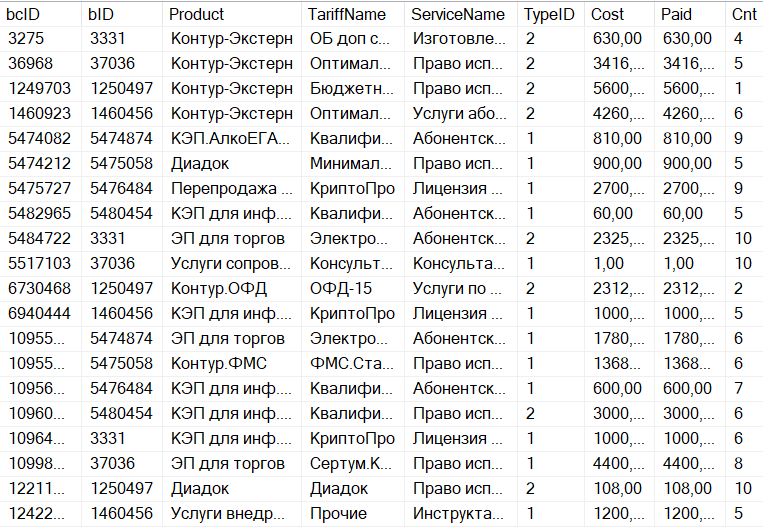 bcID bID Product TariffName ServiceName TypeID Cost Paid Cnt
3275 3331 Контур-Экстерн ОБ доп с... Изготовле... 2 630,00 630,00 4
36968 37036 Контур-Экстерн Оптимал... Право исп... 2 3416,... 3416,... 5
1249703 1250497 Контур-Экстерн Бюджетн... Право исп... 2 5600,... 5600,... 1
1460923 1460456 Контур-Экстерн Оптимал... Услуги або... 2 4260,... 4260,... 6
5474082 5474874 КЭП.АлкоЕГА... Квалифи... Абонентск... 1 810,00 810,00 9
5474212 5475058 Диадок Минимал... Право исп... 1 900,00 900,00 5
5475727 5476484 Перепродажа ... КриптоПро Лицензия ... 1 2700,... 2700,... 9
5482965 5480454 КЭП для инф.... Квалифи... Абонентск... 1 60,00 60,00 5
5484722 3331 ЭП для торгов Электро... Абонентск... 2 2325,... 2325,... 10
5517103 37036 Услуги сопров... Консульт... Консульта... 1 1,00 1,00 10
6730468 1250497 Контур.ОФД ОФД-15 Услуги по ... 2 2312,... 2312,... 2
6940444 1460456 КЭП для инф.... КриптоПро Лицензия ... 1 1000,... 1000,... 5
10955... 5474874 ЭП для торгов Электро... Абонентск... 1 1780,... 1780,... 6
10955... 5475058 Контур.ФМС ФМС.Ста... Право исп... 1 1368... 1368... 6
10956... 5476484 КЭП для инф.... Квалифи... Абонентск... 1 600,00 600,00 7
10960... 5480454 КЭП для инф.... Квалифи... Право исп... 2 3000,... 3000,... 6
10964... 3331 КЭП для инф.... КриптоПро Лицензия ... 1 1000,... 1000,... 6
10998... 37036 ЭП для торгов Сертум.К... Право исп... 1 4400,... 4400,... 8
12211... 1250497 Диадок Диадок Право исп... 2 108,00 108,00 10
12422... 1460456 Услуги внедр... Прочие Инструкта... 1 1200,... 1200,... 5